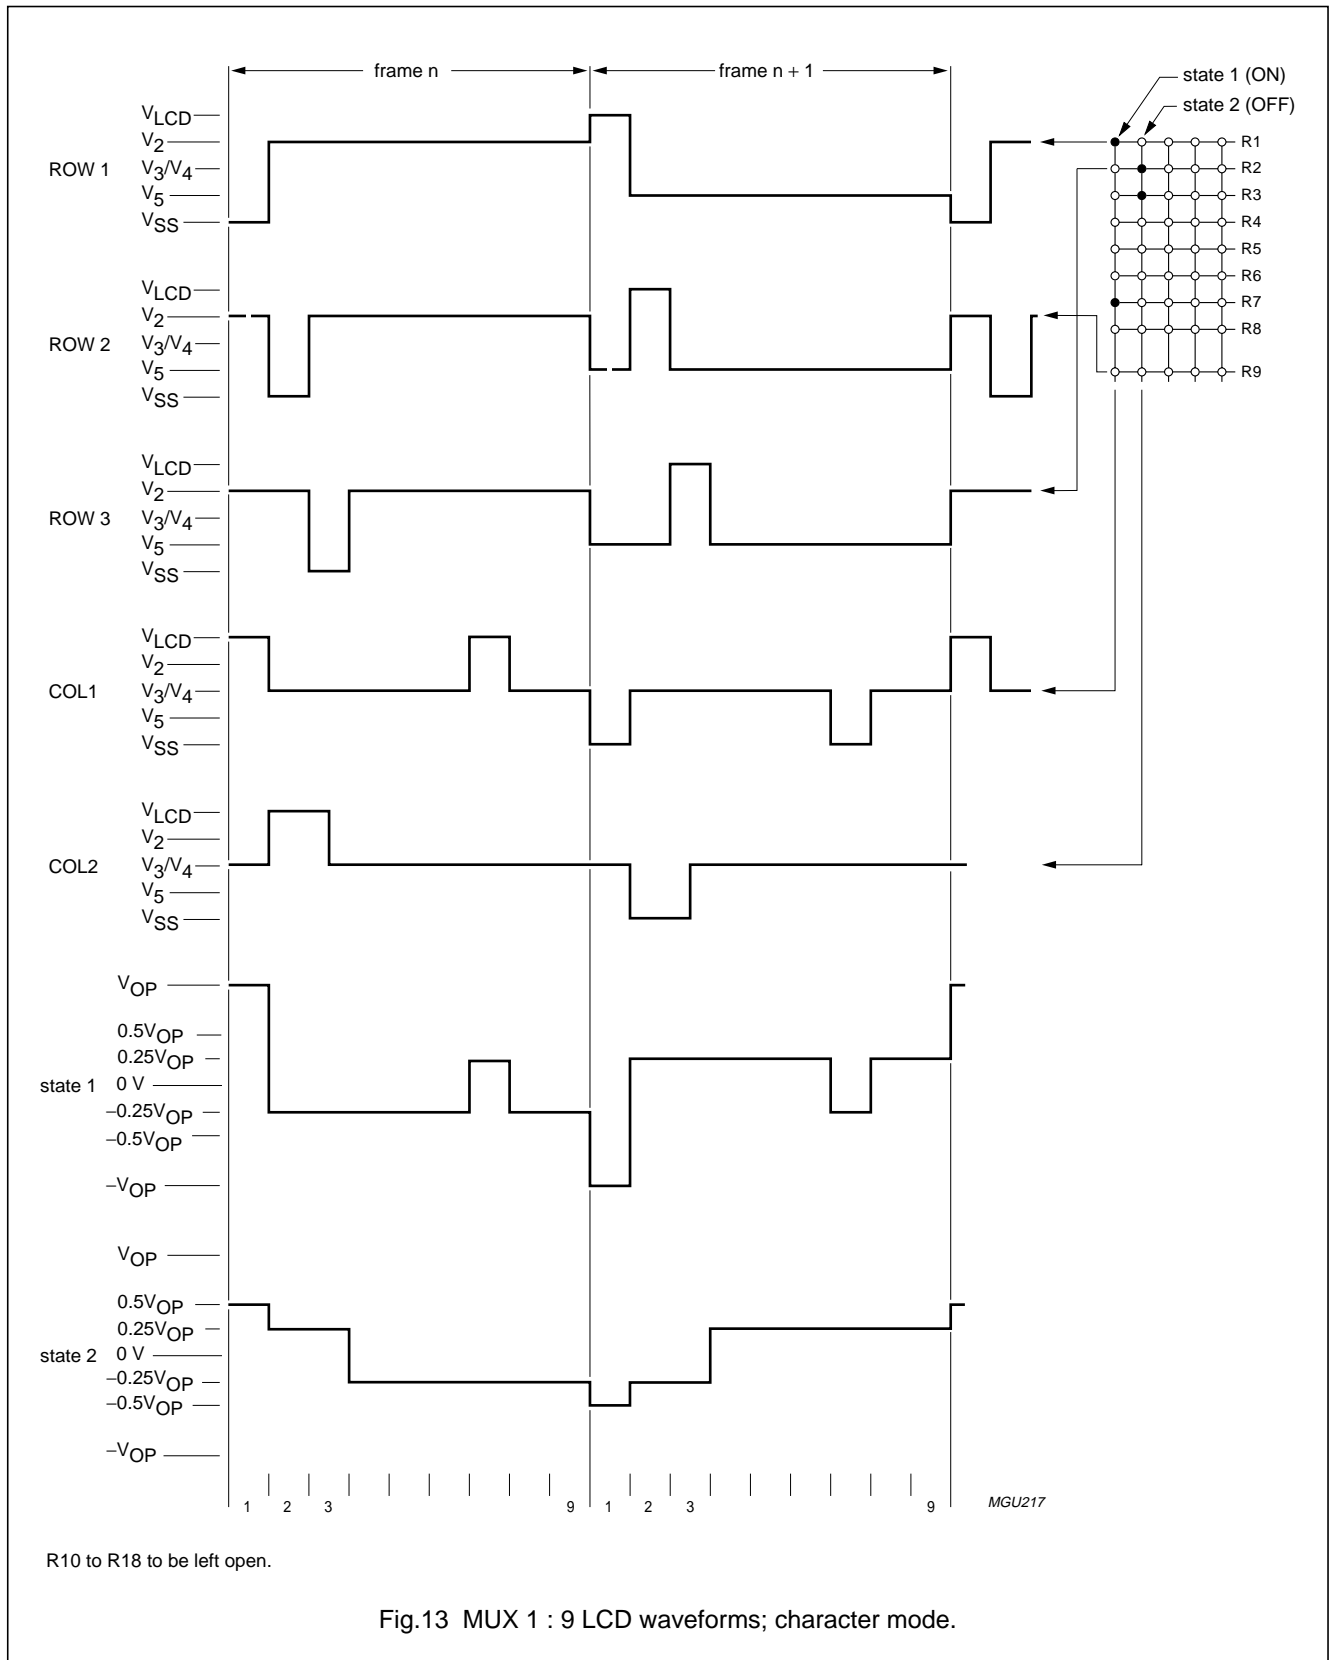 frame n
frame n + 1
state 1 (ON)
state 2 (OFF)
ROW 1
VLCD
V2
V3/V4
V5
VSS
R1
R2
R3
R4
R5
R6
R7
R8
R9
ROW 2
VLCD
V2
V3/V4
V5
VSS
ROW 3
VLCD
V2
V3/V4
V5
VSS
COL1
VLCD
V2
V3/V4
V5
VSS
COL2
VLCD
V2
V3/V4
V5
VSS
state 1
VOP
0.5VOP
0.25VOP
0 V
−0.25VOP
−0.5VOP
−VOP
state 2
VOP
0.5VOP
0.25VOP
0 V
−0.25VOP
−0.5VOP
−VOP
1 2 3 9 1 2 3 9
MGU217
R10 to R18 to be left open.
Fig.13 MUX 1 : 9 LCD waveforms; character mode.